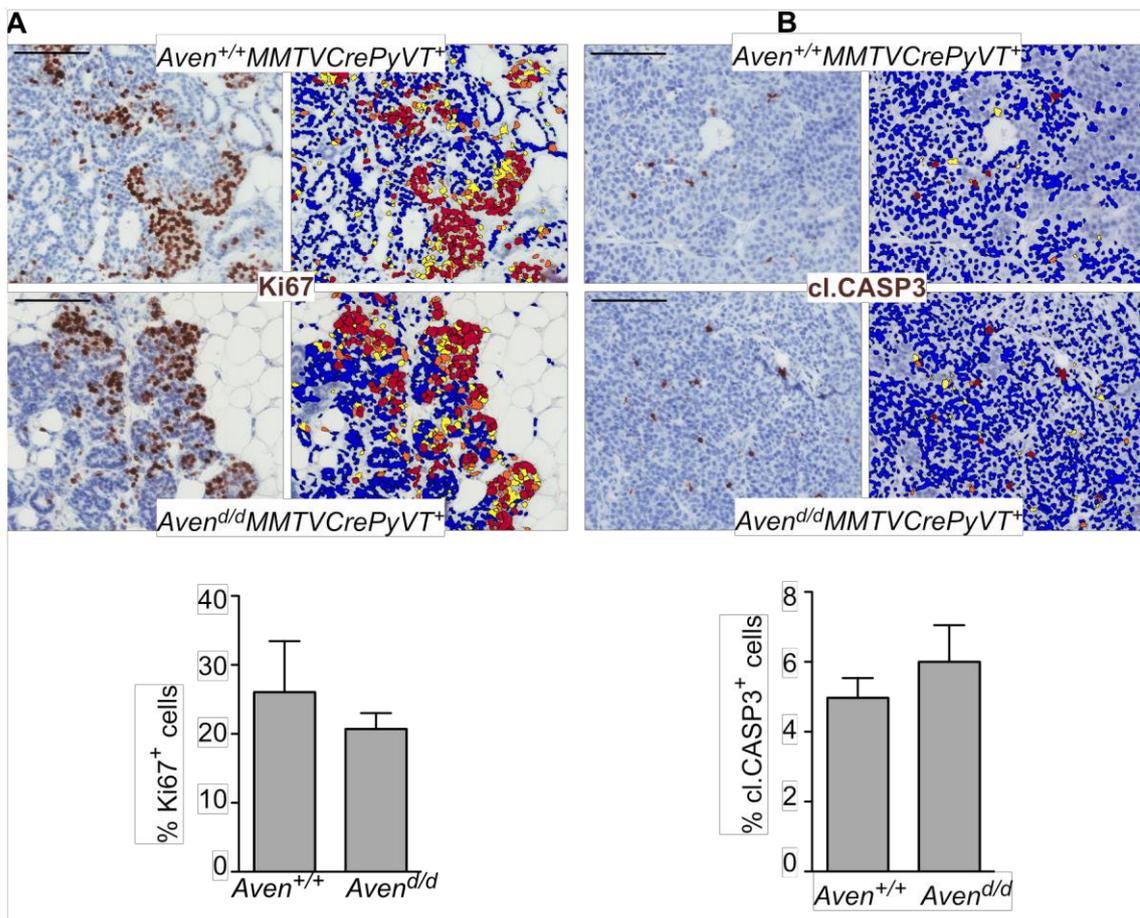 A
B
Aven+/+MMTVCrePyVT+
Aven+/+MMTVCrePyVT+
Ki67
cl.CASP3
Avend/dMMTVCrePyVT+
Avend/dMMTVCrePyVT+
% Ki67+ cells
40
30
20
10
0
Aven+/+ Avend/d
% cl.CASP3+ cells
8
6
4
2
0
Aven+/+ Avend/d